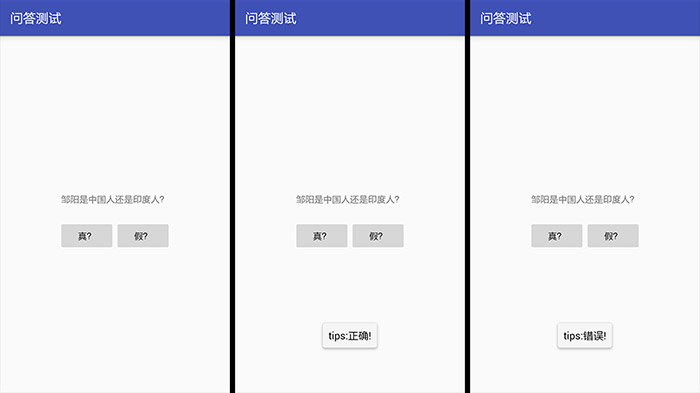 问答测试
邹阳是中国人还是印度人?
真?
假?
问答测试
邹阳是中国人还是印度人?
真?
假?
tips:正确!
问答测试
邹阳是中国人还是印度人?
真?
假?
tips:错误!